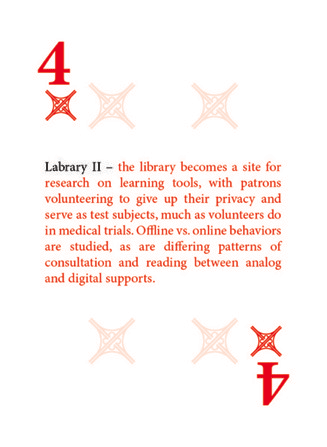 4
Labrary II – the library becomes a site for
research on learning tools, with patrons
volunteering to give up their privacy and
serve as test subjects, much as volunteers do
in medical trials. Offline vs. online behaviors
are studied, as are differing patterns of
consultation and reading between analog
and digital supports.
4